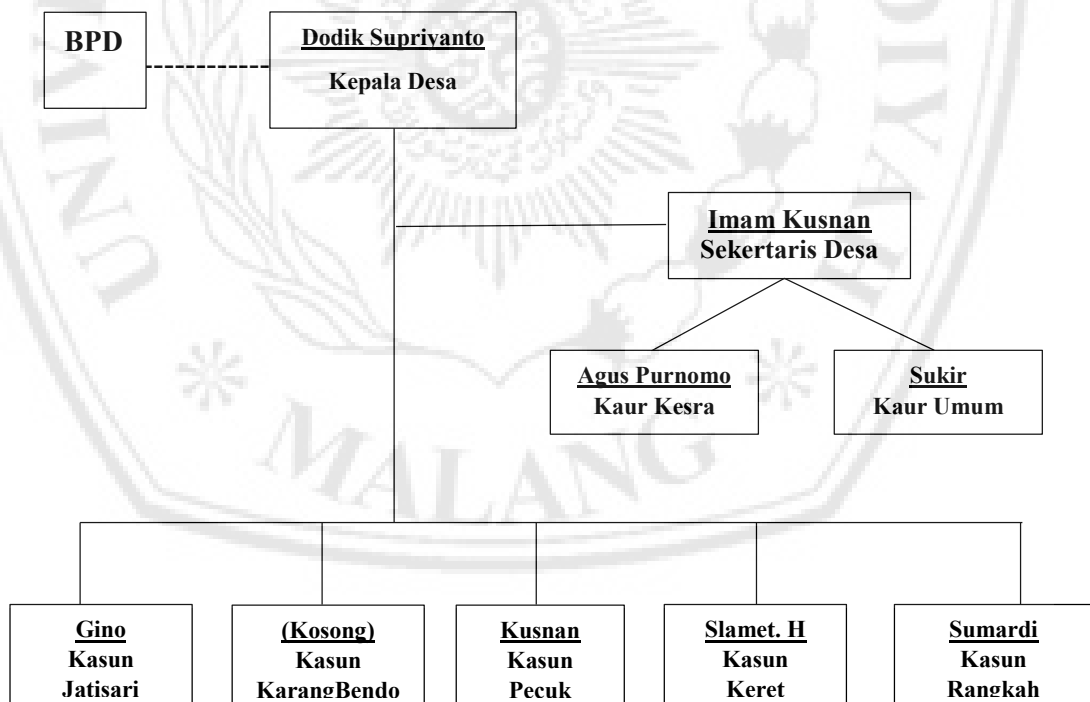 BPD
Dodik Supriyanto
Kepala Desa
Imam Kusnan
Sekertaris Desa
Agus Purnomo
Kaur Kesra
Sukir
Kaur Umum
MALANG
Gino
Kasun
Jatisari
(Kosong)
Kasun
KarangBendo
Kusnan
Kasun
Pecuk
Slamet. H
Kasun
Keret
Sumardi
Kasun
Rangkah